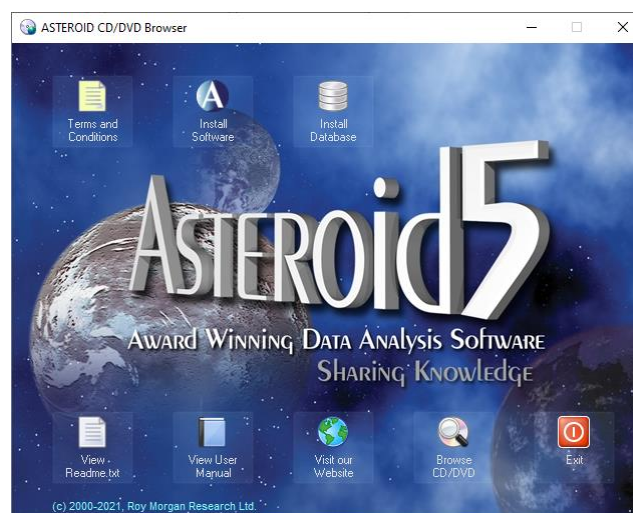 ASTEROID CD/DVD Browser
Terms and
Conditions
Install
Software
Install
Database
ASTEROID5
AWARD WINNING DATA ANALYSIS SOFTWARE
SHARING KNOWLEDGE
View
Readme.txt
View User
Manual
Visit our
Website
Browse
CD/DVD
Exit
(c) 2000-2021, Roy Morgan Research Ltd.